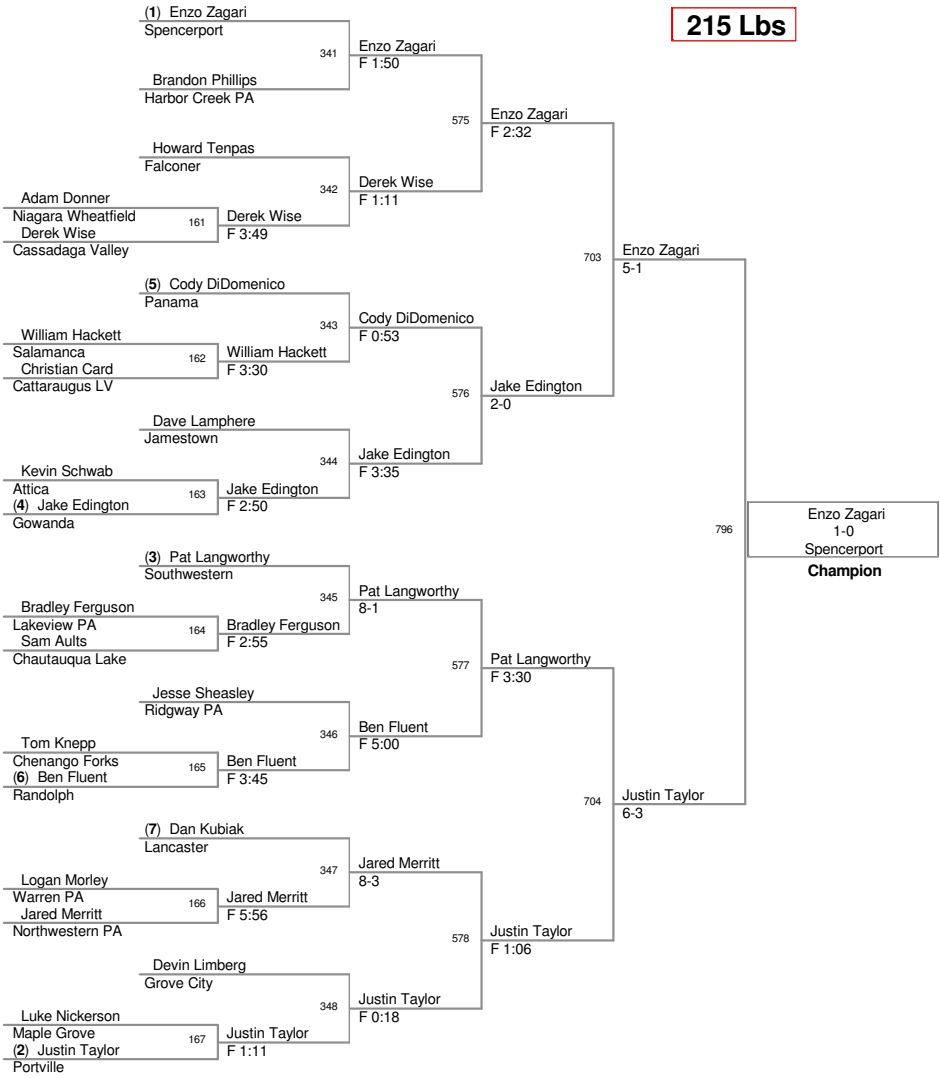 (1) Enzo Zagari
215 Lbs
Spencerport
341
Enzo Zagari
F 1:50
Brandon Phillips
Harbor Creek PA
575
Enzo Zagari
F 2:32
Howard Tenpas
Falconer
342
Derek Wise
F 1:11
Adam Donner
Niagara Wheatfield
161
Derek Wise
F 3:49
Derek Wise
Cassadaga Valley
703
Enzo Zagari
5-1
(5) Cody DiDomenico
Panama
343
Cody DiDomenico
F 0:53
William Hackett
Salamanca
162
William Hackett
F 3:30
Christian Card
Cattaraugus LV
576
Jake Edington
2-0
Dave Lamphere
Jamestown
344
Jake Edington
F 3:35
Kevin Schwab
Attica
163
Jake Edington
F 2:50
(4) Jake Edington
Gowanda
796
Enzo Zagari
1-0
Spencerport
Champion
(3) Pat Langworthy
Southwestern
345
Pat Langworthy
8-1
Bradley Ferguson
Lakeview PA
164
Bradley Ferguson
F 2:55
Sam Aults
Chautauqua Lake
577
Pat Langworthy
F 3:30
Jesse Sheasley
Ridgway PA
346
Ben Fluent
F 5:00
Tom Knepp
Chenango Forks
165
Ben Fluent
F 3:45
(6) Ben Fluent
Randolph
704
Justin Taylor
6-3
(7) Dan Kubiak
Lancaster
347
Jared Merritt
8-3
Logan Morley
Warren PA
166
Jared Merritt
F 5:56
Jared Merritt
Northwestern PA
578
Justin Taylor
F 1:06
Devin Limberg
Grove City
348
Justin Taylor
F 0:18
Luke Nickerson
Maple Grove
167
Justin Taylor
F 1:11
(2) Justin Taylor
Portville